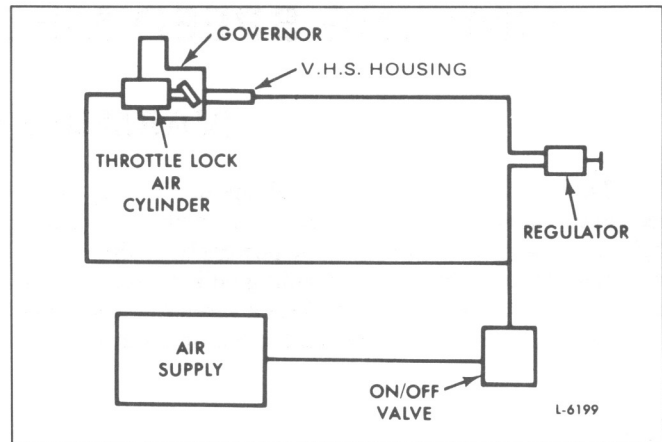 GOVERNOR
V.H.S. HOUSING
THROTTLE LOCK
AIR
CYLINDER
REGULATOR
AIR
SUPPLY
ON/OFF
VALVE
L-6199